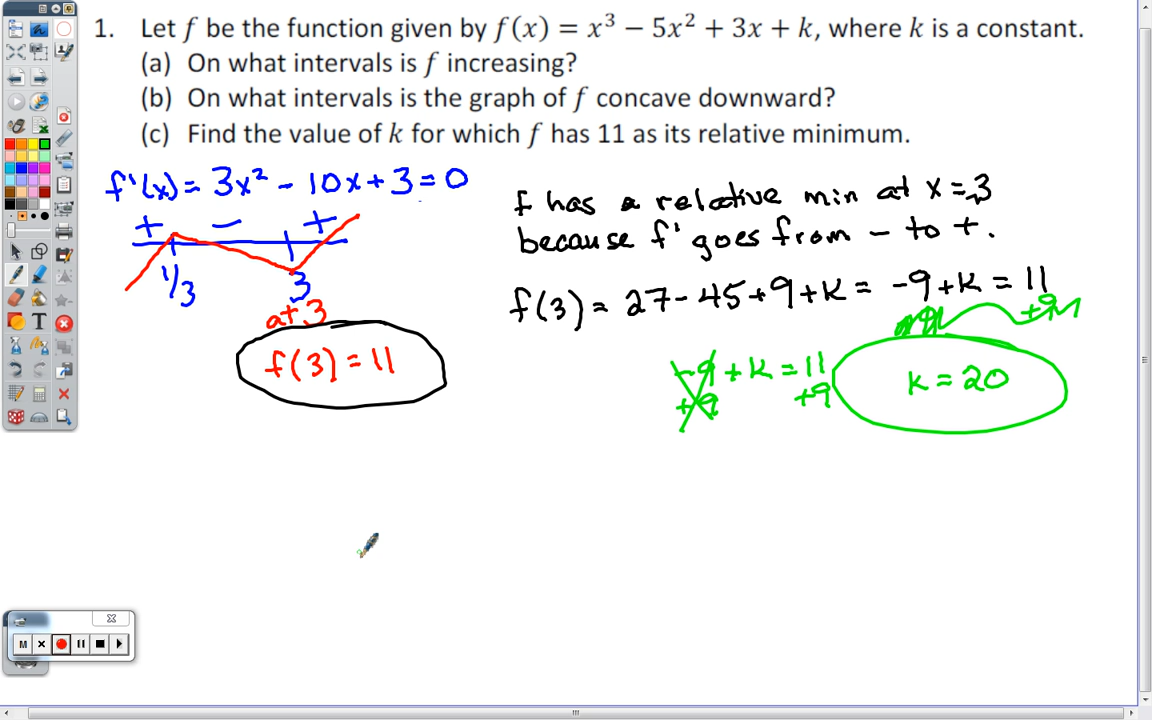 1. Let f be the function given by f(x) = x³ − 5x² + 3x + k, where k is a constant.
(a) On what intervals is f increasing?
(b) On what intervals is the graph of f concave downward?
(c) Find the value of k for which f has 11 as its relative minimum.
f'(x) = 3x² - 10x + 3 = 0
+ - +
1/3 3
at 3
f(3) = 11
f has a relative min at x = 3
because f' goes from - to +.
f(3) = 27 - 45 + 9 + k = -9 + k = 11
+9
-9 + k = 11
+9 +9
k = 20
T
M